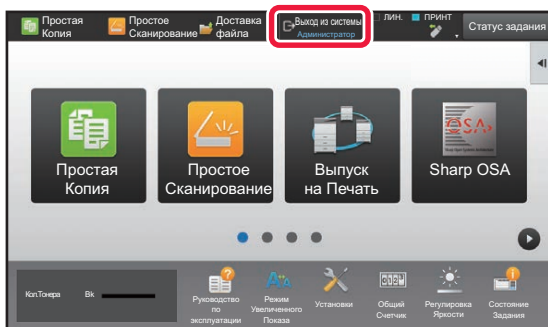 Простая
Копия
Простое
Сканирование
Доставка
файла
Выход из системы
Администратор
ЛИН.
ПРИНТ
Статус задания
Простая
Копия
Простое
Сканирование
Выпуск
на Печать
Sharp OSA
Кол.Тонера
Bk
Руководство
по
эксплуатации
Режим
Увеличенного
Показа
Установки
Общий
Счетчик
Регулировка
Яркости
Состояние
Задания